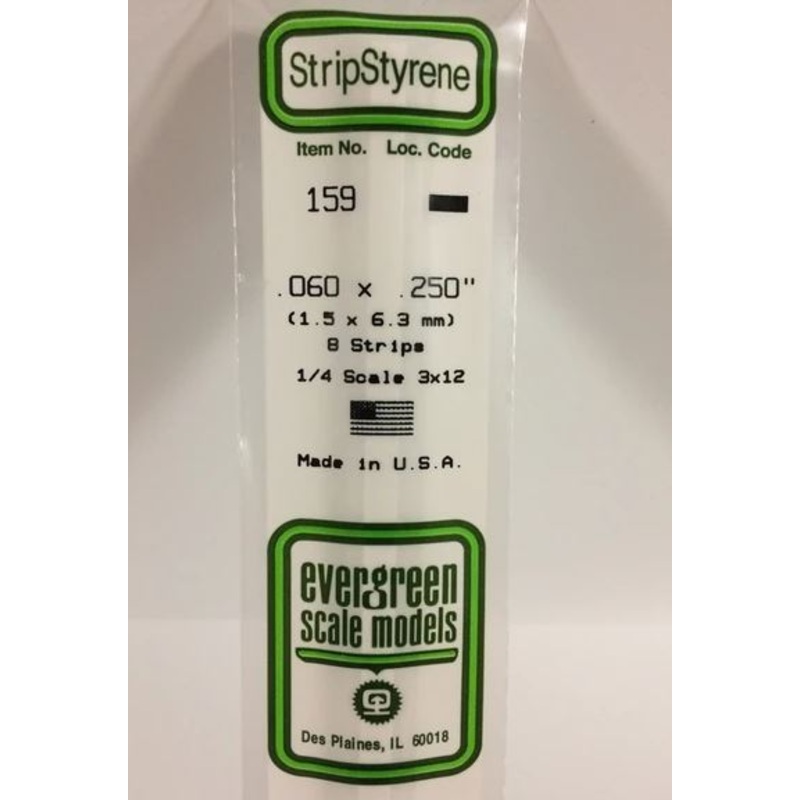 StripStyrene
Item No. Loc. Code
159
.060 x .250"
(1.5 x 6.3 mm)
8 Strips
1/4 Scale 3x12
Made in U.S.A.
evergreen
scale models
Des Plaines, IL 60018